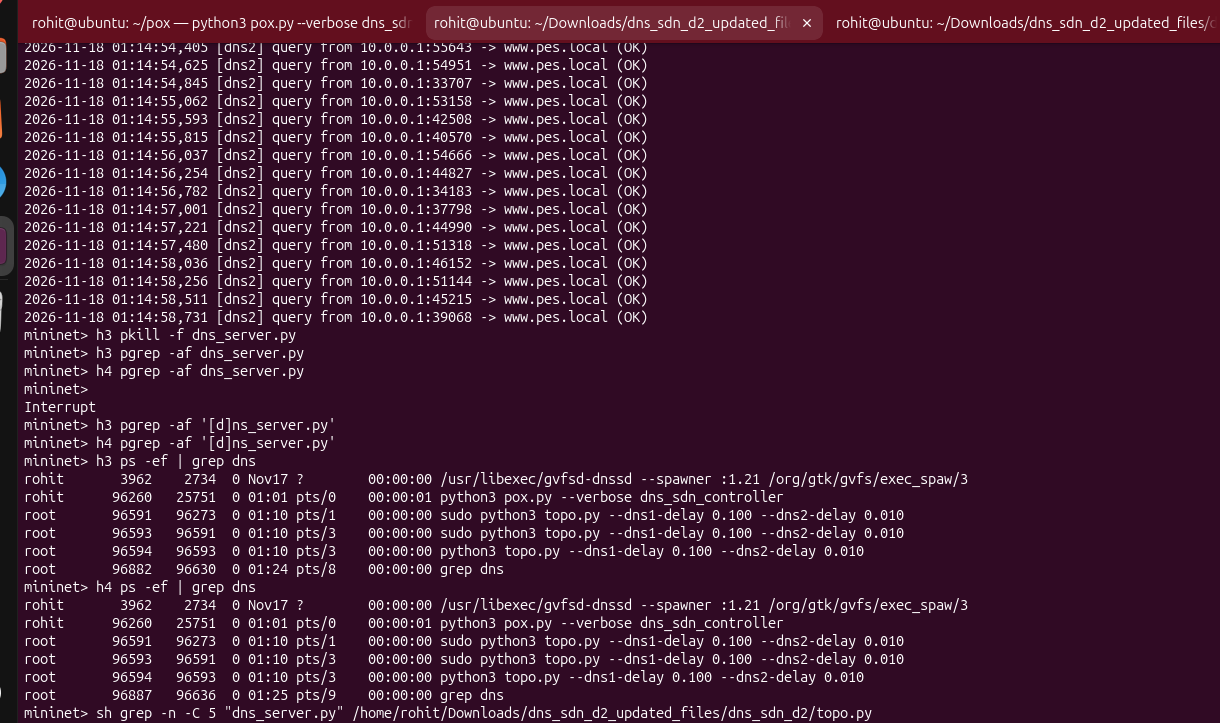 rohit@ubuntu: ~/pox — python3 pox.py --verbose dns_sdn
rohit@ubuntu: ~/Downloads/dns_sdn_d2_updated_fil
×
rohit@ubuntu: ~/Downloads/dns_sdn_d2_updated_files/
2026-11-18 01:14:54,405 [dns2] query from 10.0.0.1:55643 -> www.pes.local (OK)
2026-11-18 01:14:54,625 [dns2] query from 10.0.0.1:54951 -> www.pes.local (OK)
2026-11-18 01:14:54,845 [dns2] query from 10.0.0.1:33707 -> www.pes.local (OK)
2026-11-18 01:14:55,062 [dns2] query from 10.0.0.1:53158 -> www.pes.local (OK)
2026-11-18 01:14:55,593 [dns2] query from 10.0.0.1:42508 -> www.pes.local (OK)
2026-11-18 01:14:55,815 [dns2] query from 10.0.0.1:40570 -> www.pes.local (OK)
2026-11-18 01:14:56,037 [dns2] query from 10.0.0.1:54666 -> www.pes.local (OK)
2026-11-18 01:14:56,254 [dns2] query from 10.0.0.1:44827 -> www.pes.local (OK)
2026-11-18 01:14:56,782 [dns2] query from 10.0.0.1:34183 -> www.pes.local (OK)
2026-11-18 01:14:57,001 [dns2] query from 10.0.0.1:37798 -> www.pes.local (OK)
2026-11-18 01:14:57,221 [dns2] query from 10.0.0.1:44990 -> www.pes.local (OK)
2026-11-18 01:14:57,480 [dns2] query from 10.0.0.1:51318 -> www.pes.local (OK)
2026-11-18 01:14:58,036 [dns2] query from 10.0.0.1:46152 -> www.pes.local (OK)
2026-11-18 01:14:58,256 [dns2] query from 10.0.0.1:51144 -> www.pes.local (OK)
2026-11-18 01:14:58,511 [dns2] query from 10.0.0.1:45215 -> www.pes.local (OK)
2026-11-18 01:14:58,731 [dns2] query from 10.0.0.1:39068 -> www.pes.local (OK)
mininet> h3 pkill -f dns_server.py
mininet> h3 pgrep -af dns_server.py
mininet> h4 pgrep -af dns_server.py
mininet>
Interrupt
mininet> h3 pgrep -af '[d]ns_server.py'
mininet> h4 pgrep -af '[d]ns_server.py'
mininet> h3 ps -ef | grep dns
rohit       3962    2734  0 Nov17 ?        00:00:00 /usr/libexec/gvfsd-dnssd --spawner :1.21 /org/gtk/gvfs/exec_spaw/3
rohit      96260   25751  0 01:01 pts/0    00:00:01 python3 pox.py --verbose dns_sdn_controller
root       96591   96273  0 01:10 pts/1    00:00:00 sudo python3 topo.py --dns1-delay 0.100 --dns2-delay 0.010
root       96593   96591  0 01:10 pts/3    00:00:00 sudo python3 topo.py --dns1-delay 0.100 --dns2-delay 0.010
root       96594   96593  0 01:10 pts/3    00:00:00 python3 topo.py --dns1-delay 0.100 --dns2-delay 0.010
root       96882   96630  0 01:24 pts/8    00:00:00 grep dns
mininet> h4 ps -ef | grep dns
rohit       3962    2734  0 Nov17 ?        00:00:00 /usr/libexec/gvfsd-dnssd --spawner :1.21 /org/gtk/gvfs/exec_spaw/3
rohit      96260   25751  0 01:01 pts/0    00:00:01 python3 pox.py --verbose dns_sdn_controller
root       96591   96273  0 01:10 pts/1    00:00:00 sudo python3 topo.py --dns1-delay 0.100 --dns2-delay 0.010
root       96593   96591  0 01:10 pts/3    00:00:00 sudo python3 topo.py --dns1-delay 0.100 --dns2-delay 0.010
root       96594   96593  0 01:10 pts/3    00:00:00 python3 topo.py --dns1-delay 0.100 --dns2-delay 0.010
root       96887   96636  0 01:25 pts/9    00:00:00 grep dns
mininet> sh grep -n -C 5 "dns_server.py" /home/rohit/Downloads/dns_sdn_d2_updated_files/dns_sdn_d2/topo.py